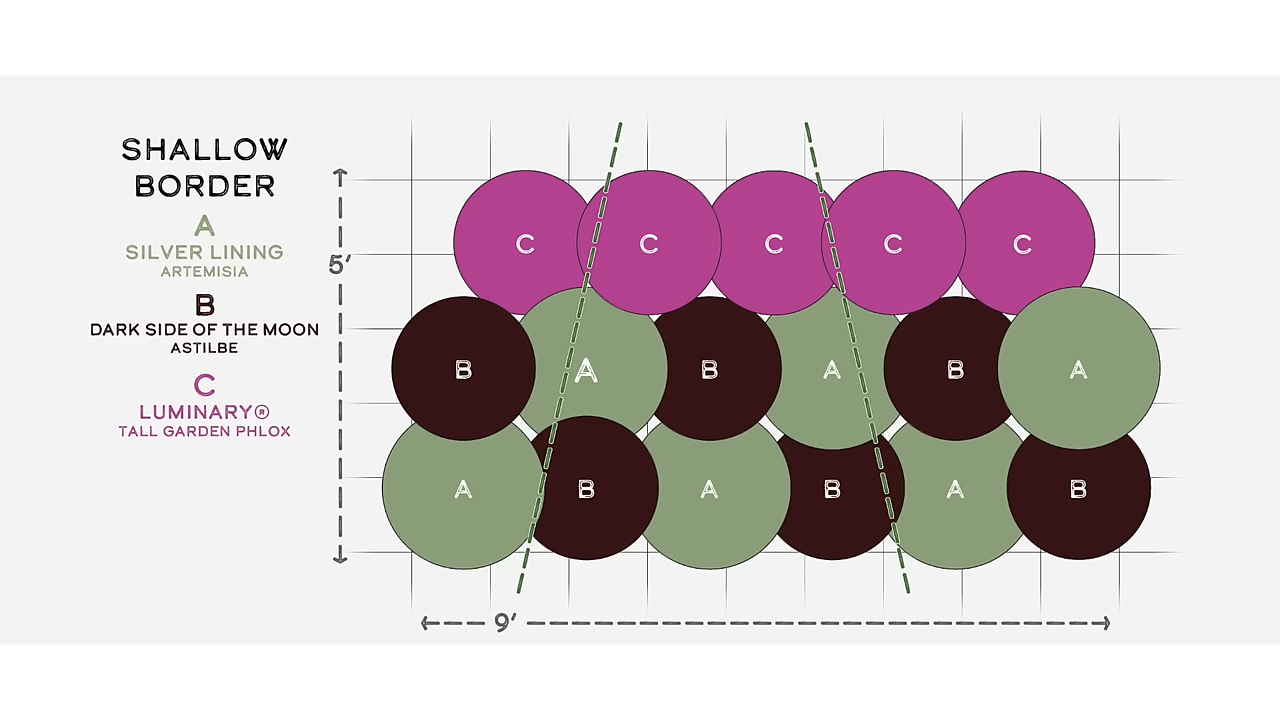 SHALLOW
BORDER
A
SILVER LINING
ARTEMISIA
B
DARK SIDE OF THE MOON
ASTILBE
C
LUMINARY®
TALL GARDEN PHLOX
5'
C C C C C
B A B A B A
A B A B A B
9'